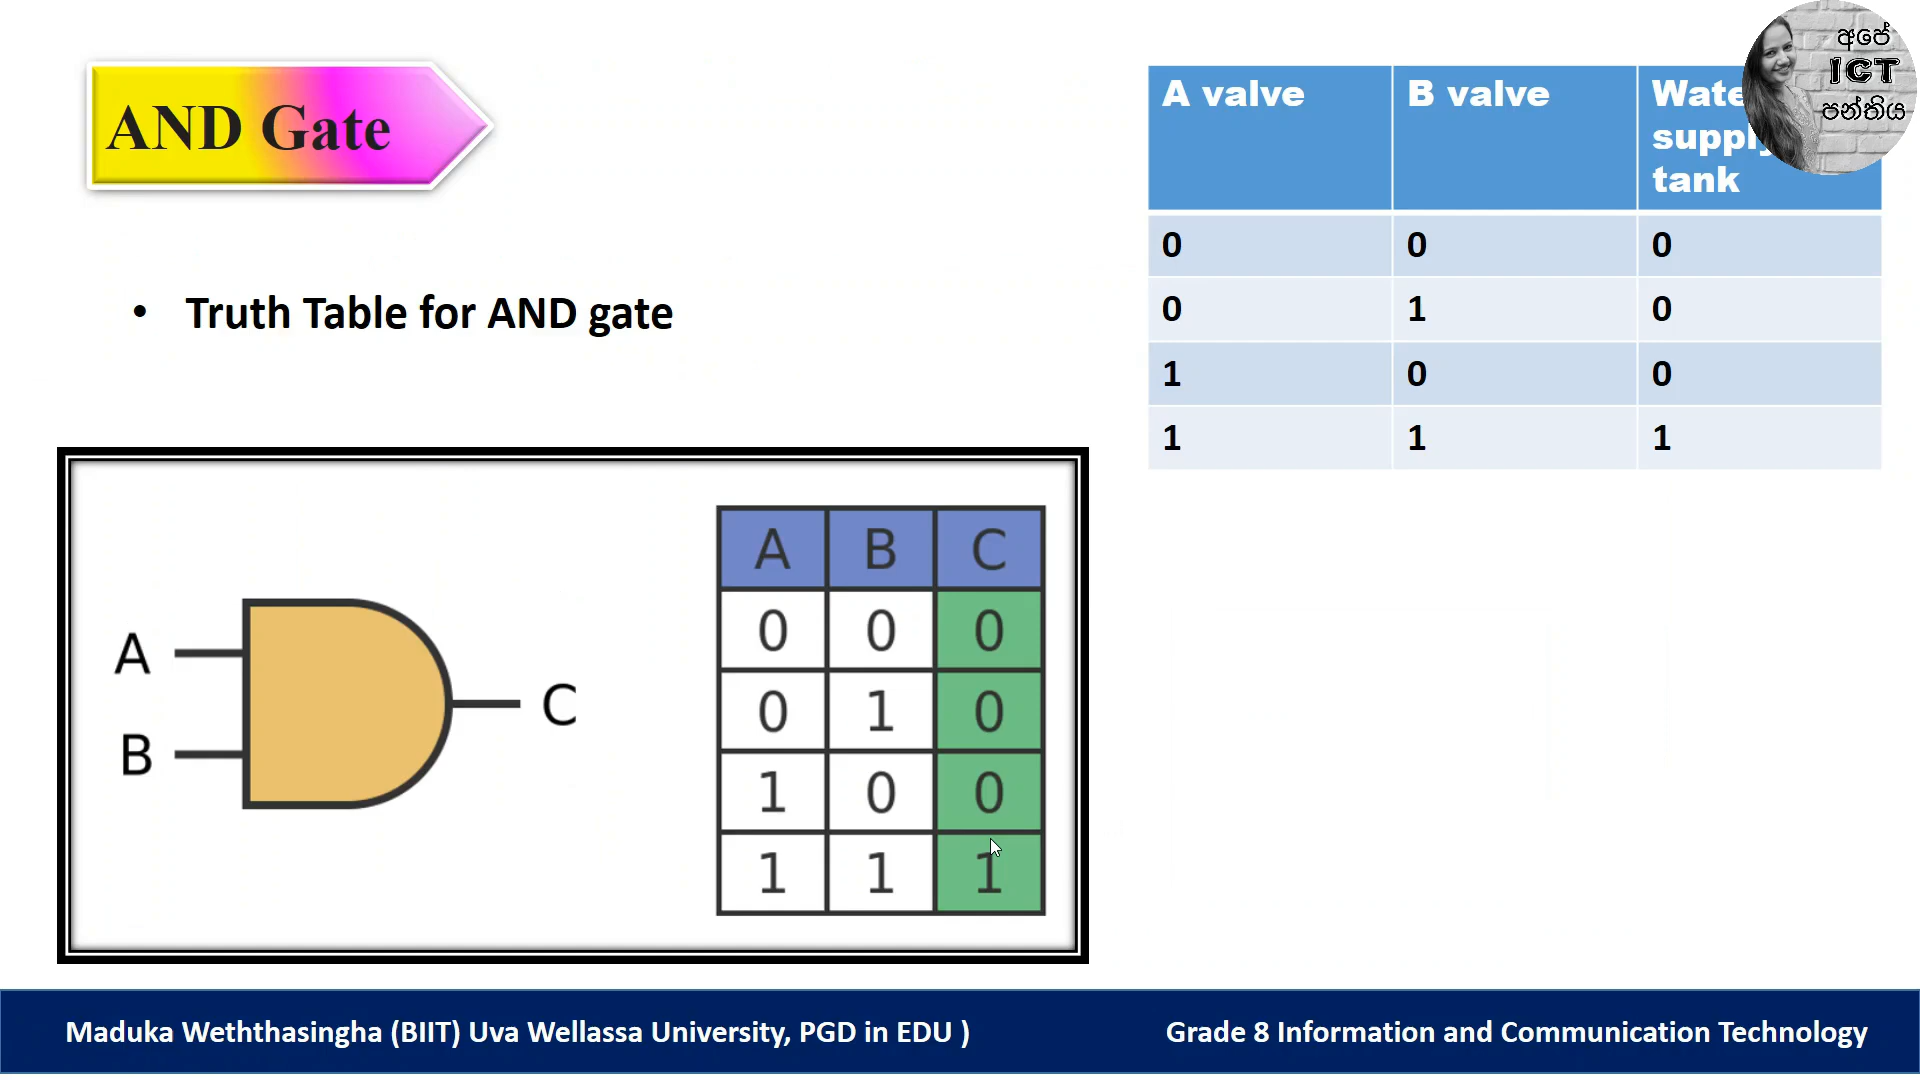 AND Gate
• Truth Table for AND gate
A valve B valve Wate
supply
tank
0 0 0
0 1 0
1 0 0
1 1 1
අපේ
ICT
පන්තිය
A
B
C
A B C
0 0 0
0 1 0
1 0 0
1 1 1
Maduka Weththasingha (BIIT) Uva Wellassa University, PGD in EDU )
Grade 8 Information and Communication Technology